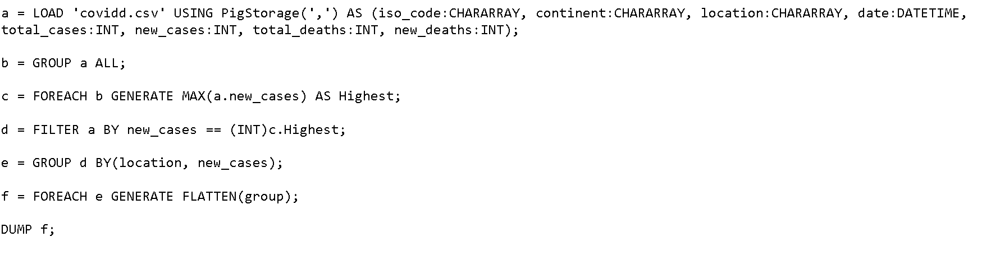 a = LOAD 'covidd.csv' USING PigStorage(',') AS (iso_code:CHARARRAY, continent:CHARARRAY, location:CHARARRAY, date:DATETIME,
total_cases:INT, new_cases:INT, total_deaths:INT, new_deaths:INT);
b = GROUP a ALL;
c = FOREACH b GENERATE MAX(a.new_cases) AS Highest;
d = FILTER a BY new_cases == (INT)c.Highest;
e = GROUP d BY(location, new_cases);
f = FOREACH e GENERATE FLATTEN(group);
DUMP f;